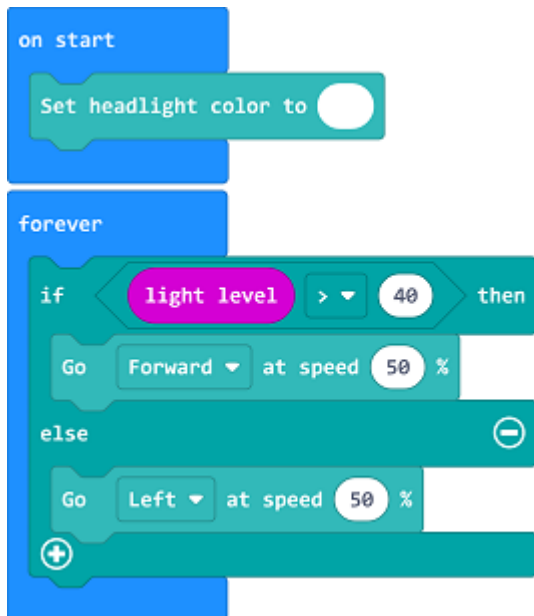 on start
Set headlight color to
forever
if light level > 40 then
Go Forward at speed 50 %
else
Go Left at speed 50 %